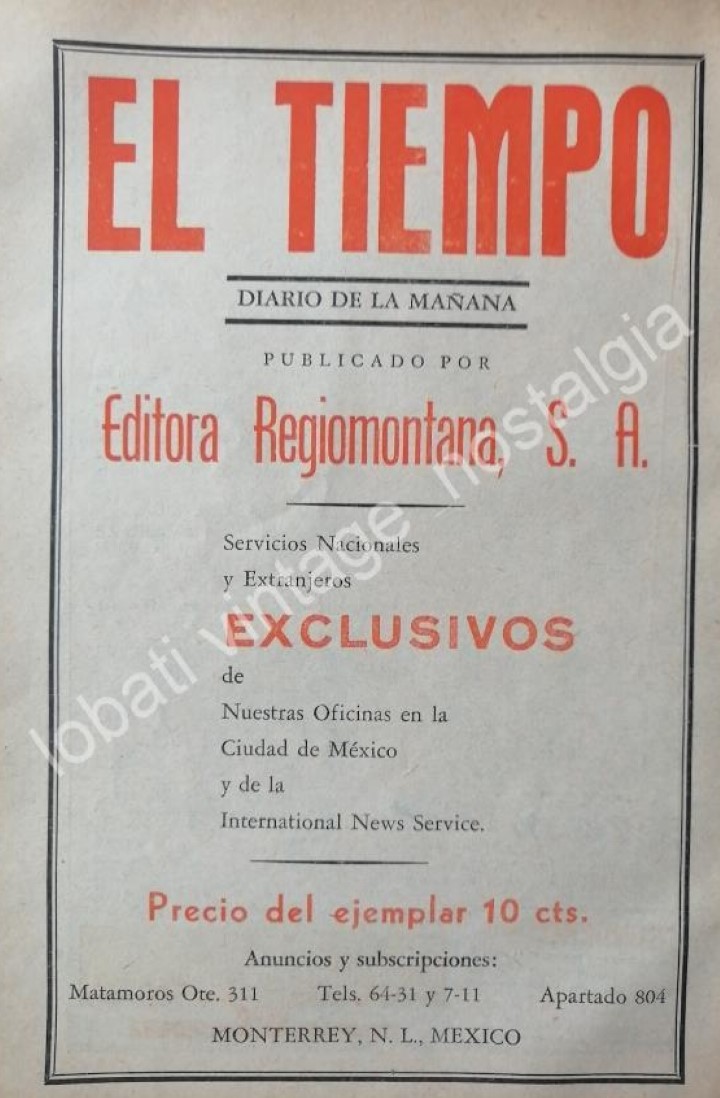 EL TIEMPO
DIARIO DE LA MAÑANA
PUBLICADO POR
Editora Regiomontana, S. A.
Servicios Nacionales
y Extranjeros
EXCLUSIVOS
de
Nuestras Oficinas en la
Ciudad de México
y de la
International News Service.
Precio del ejemplar 10 cts.
Anuncios y subscripciones:
Matamoros Ote. 311 Tels. 64-31 y 7-11 Apartado 804
MONTERREY, N. L., MEXICO
lobati vintage_nostalgia